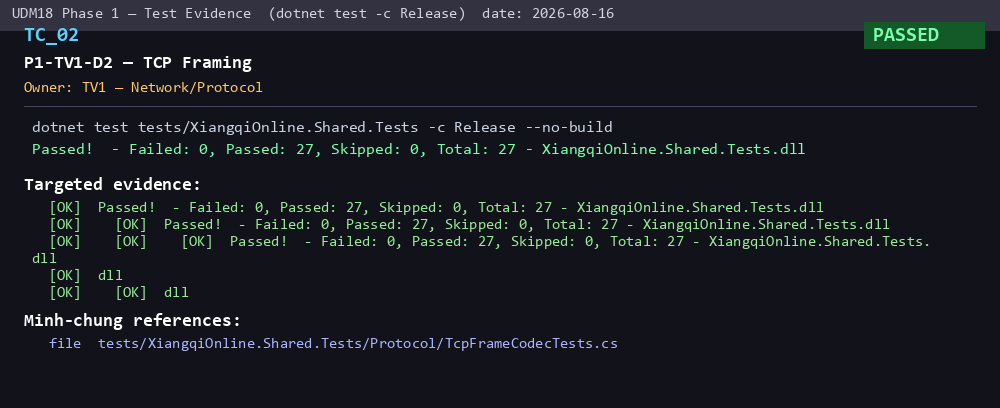 UDM18 Phase 1 — Test Evidence (dotnet test -c Release) date: 2026-08-16
TC_02
PASSED
P1-TV1-D2 — TCP Framing
Owner: TV1 — Network/Protocol
dotnet test tests/XiangqiOnline.Shared.Tests -c Release --no-build
Passed!  - Failed: 0, Passed: 27, Skipped: 0, Total: 27 - XiangqiOnline.Shared.Tests.dll
Targeted evidence:
[OK]  Passed!  - Failed: 0, Passed: 27, Skipped: 0, Total: 27 - XiangqiOnline.Shared.Tests.dll
[OK]    [OK]  Passed!  - Failed: 0, Passed: 27, Skipped: 0, Total: 27 - XiangqiOnline.Shared.Tests.dll
[OK]    [OK]    [OK]  Passed!  - Failed: 0, Passed: 27, Skipped: 0, Total: 27 - XiangqiOnline.Shared.Tests.
dll
[OK]  dll
[OK]    [OK]  dll
Minh-chung references:
file  tests/XiangqiOnline.Shared.Tests/Protocol/TcpFrameCodecTests.cs